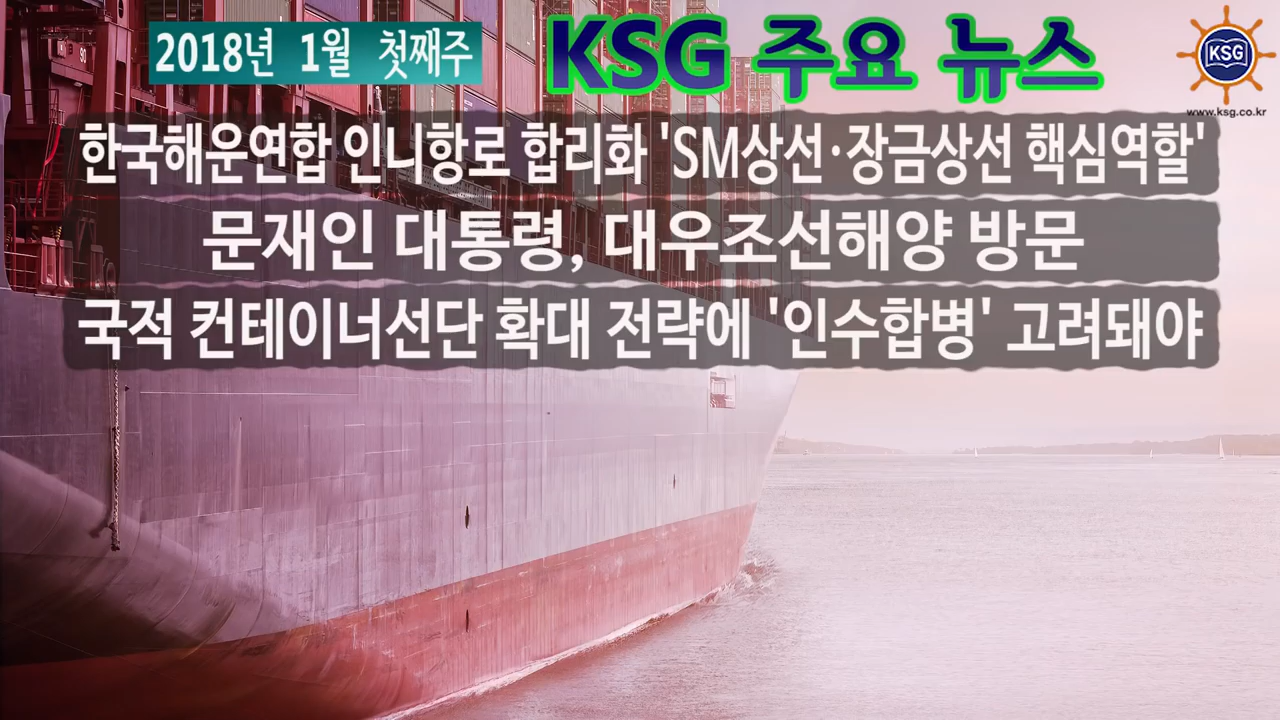 2018년 1월 첫째주
KSG 주요 뉴스
KSG
www.ksg.co.kr
한국해운연합 인니항로 합리화 'SM상선·장금상선 핵심역할'
문재인 대통령, 대우조선해양 방문
국적 컨테이너선단 확대 전략에 '인수합병' 고려돼야